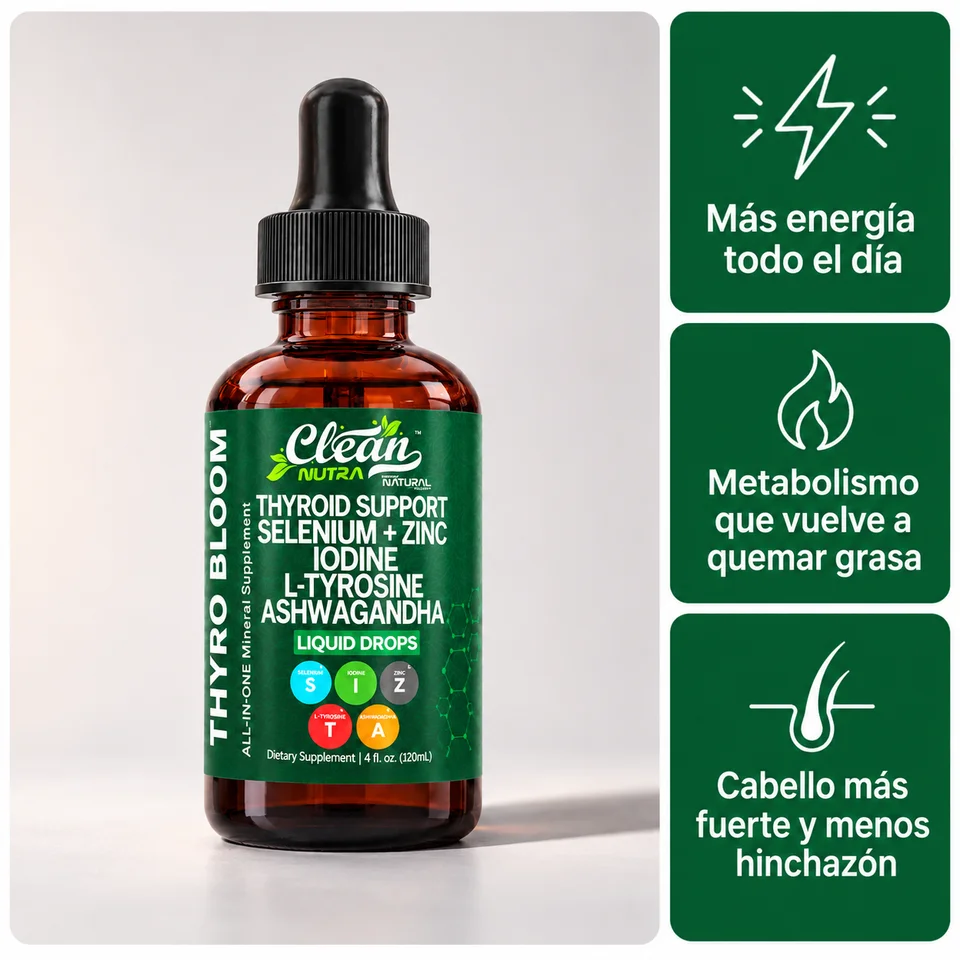 Clean™
NUTRA
NATURAL
THYRO BLOOM™
ALL-IN-ONE Mineral Supplement
THYROID SUPPORT
SELENIUM + ZINC
IODINE
L-TYROSINE
ASHWAGANDHA
LIQUID DROPS
SELENIUM
S
IODINE
I
ZINC
Z
L-TYROSINE
T
ASHWAGANDHA
A
Dietary Supplement | 4 fl. oz. (120mL)
Más energía
todo el día
Metabolismo
que vuelve a
quemar grasa
Cabello más
fuerte y menos
hinchazón